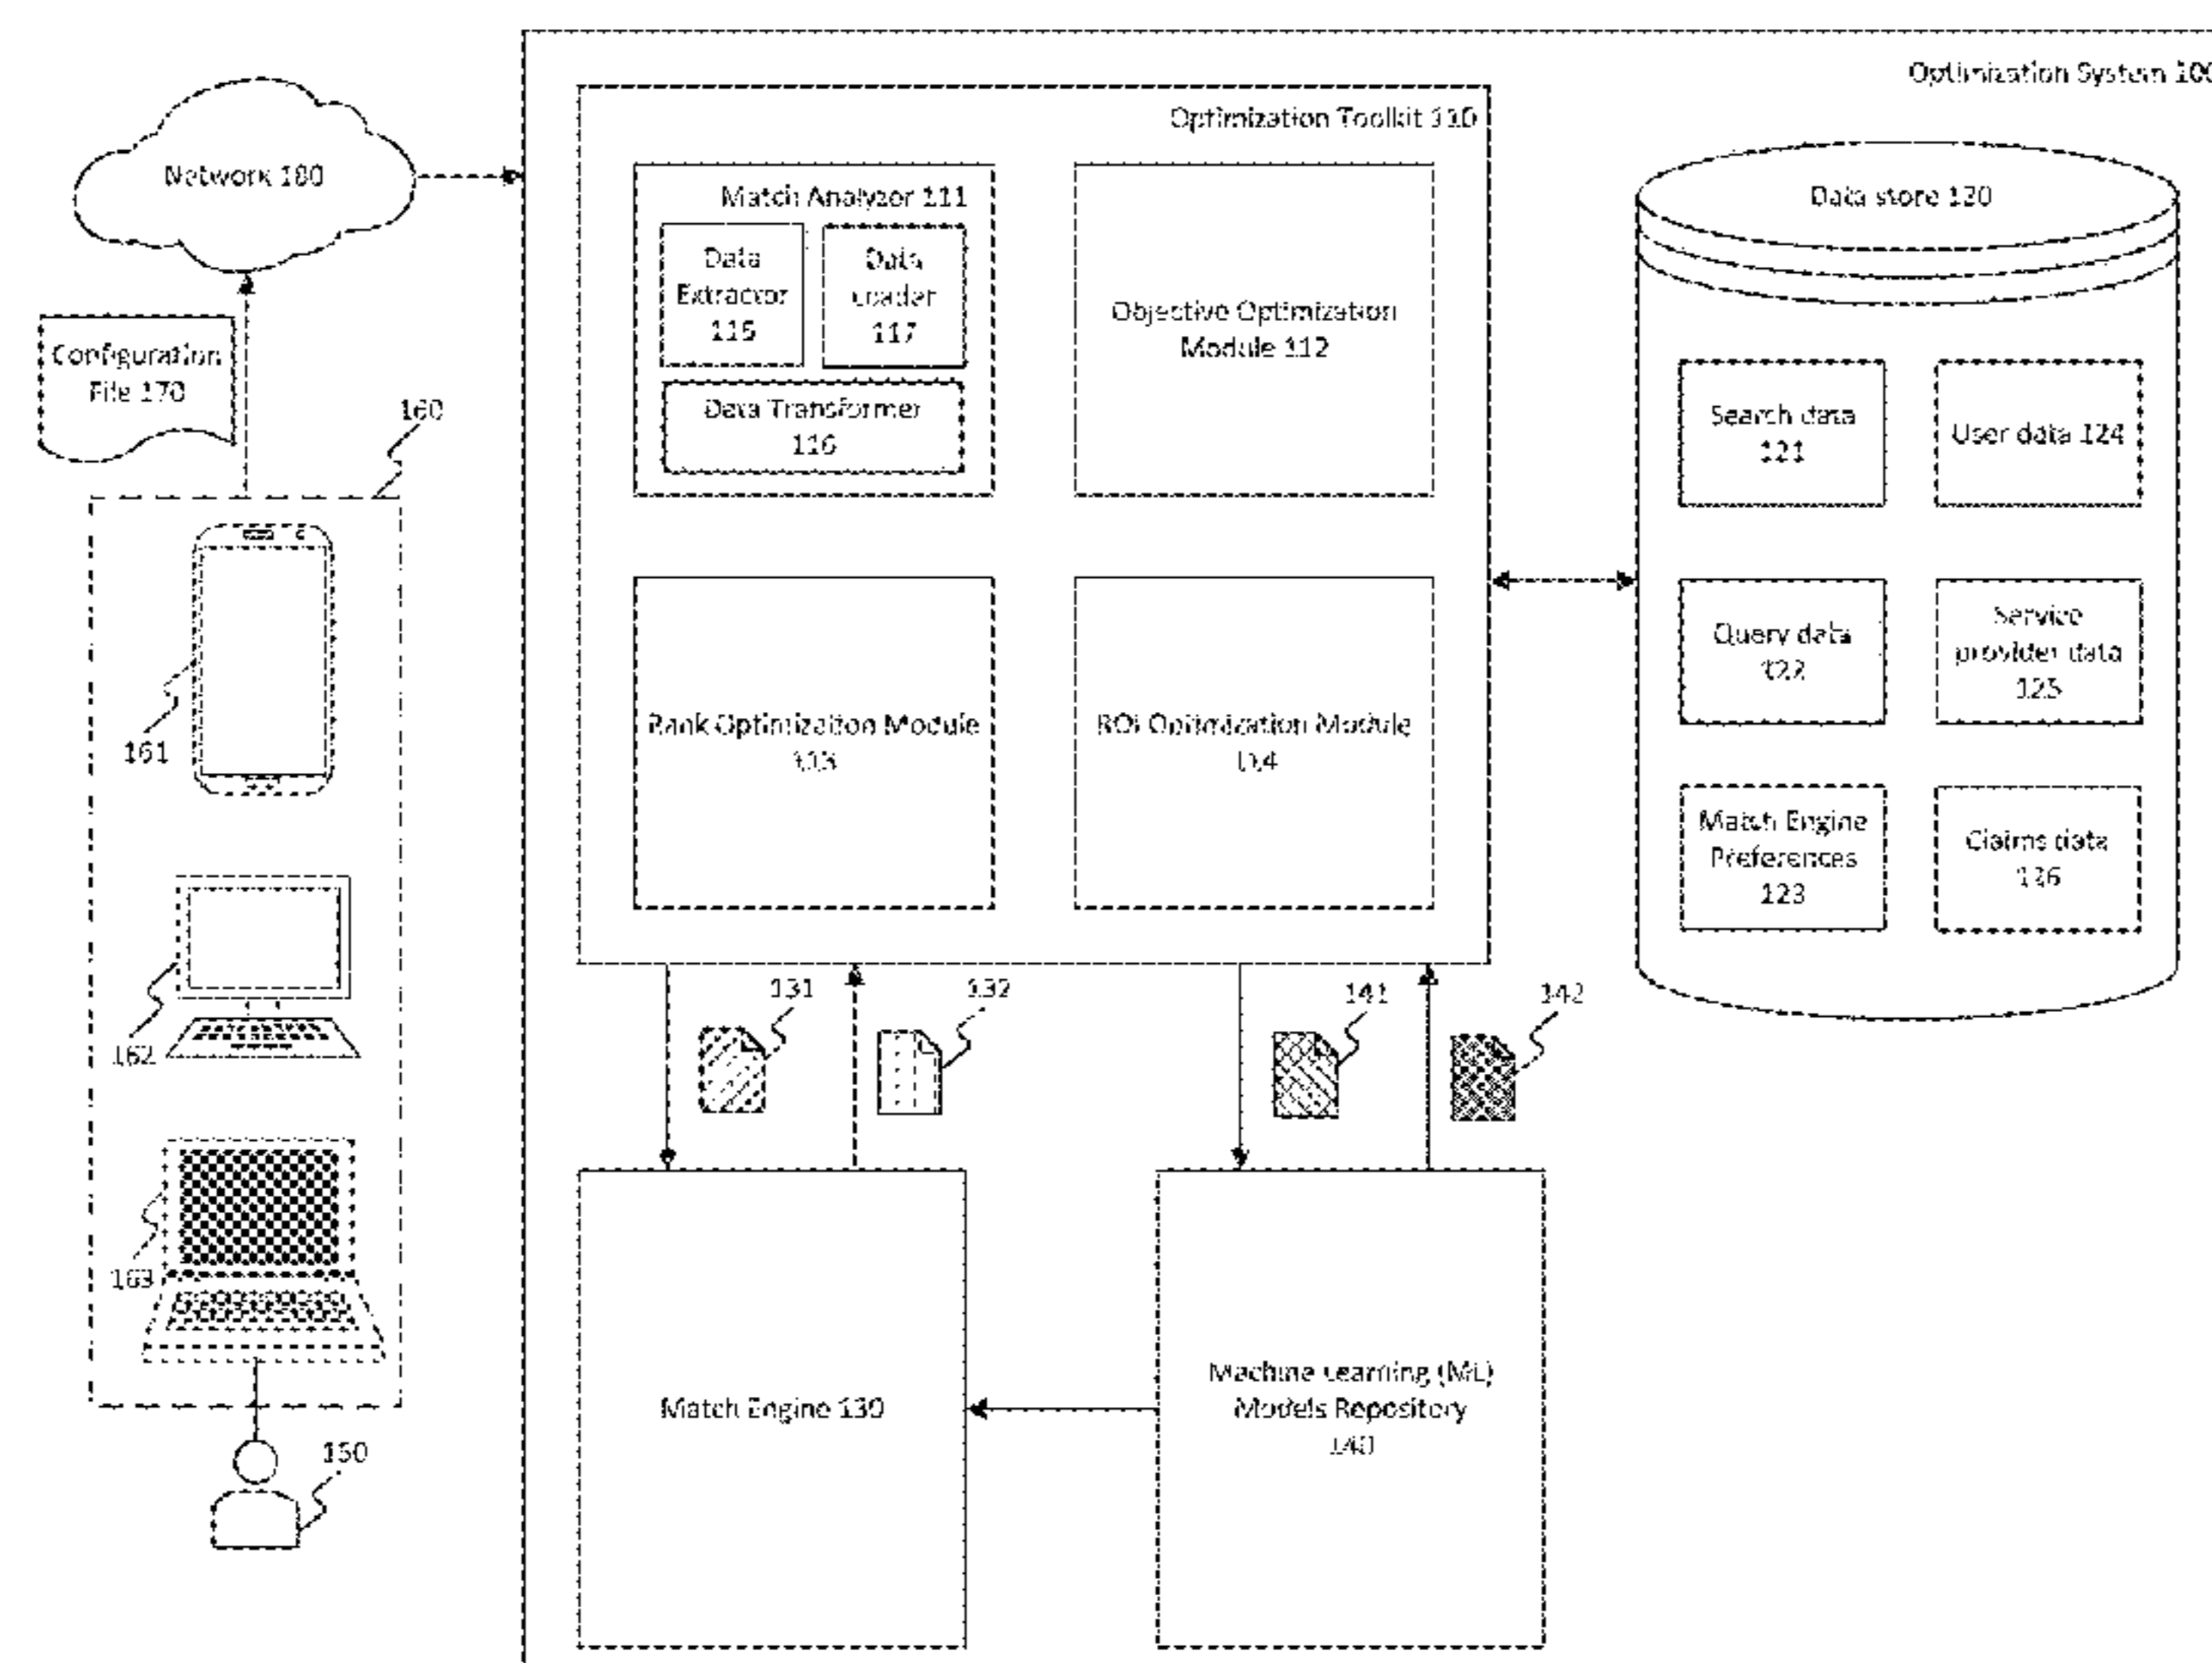 Optimization System 100
Optimization Toolkit 110
Network 180
Match Analyzer 111
Data
Extractor
115
Data
Loader
117
Data Transformer
116
Objective Optimization
Module 112
Data store 120
Configuration
File 170
160
Search data
121
User data 124
Query data
122
Service
provider data
125
Match Engine
Preferences
123
Claims data
126
Rank Optimization Module
113
ROI Optimization Module
114
161
162
163
150
131
132
141
142
Match Engine 130
Machine Learning (ML)
Models Repository
140